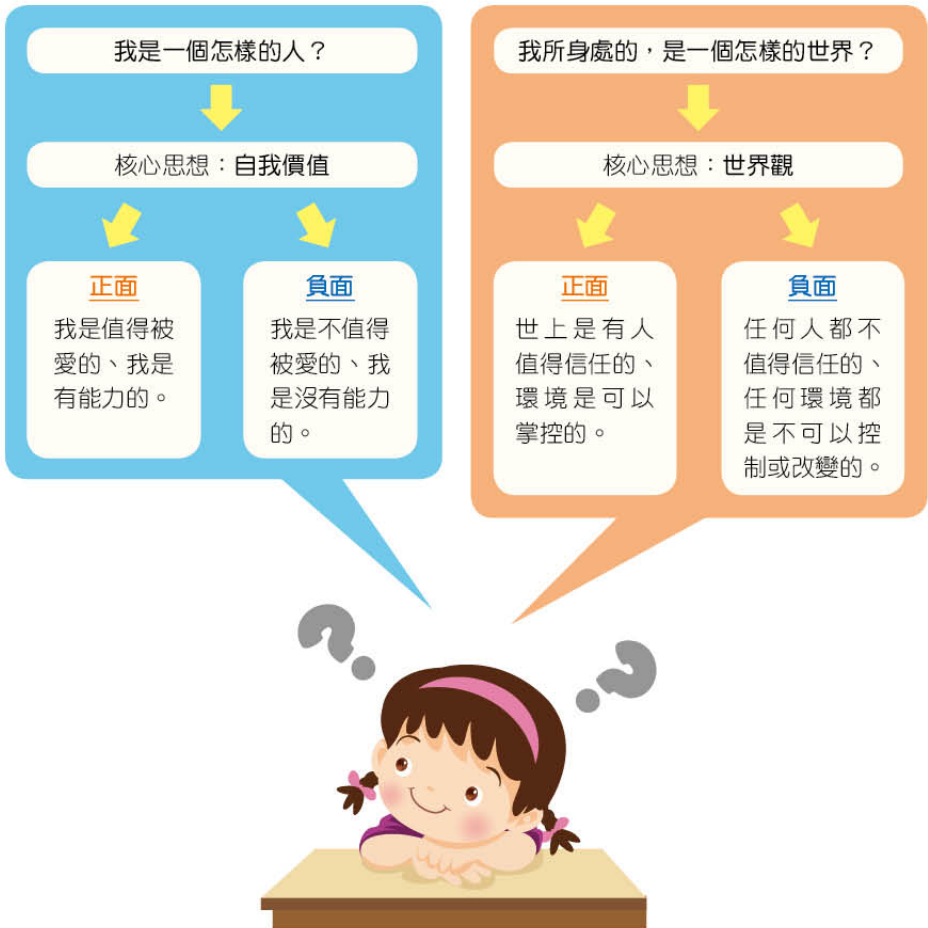 我是一個怎樣的人？
核心思想：自我價值
正面
我是值得被
愛的、我是
有能力的。
負面
我是不值得
被愛的、我
是沒有能力
的。
我所身處的，是一個怎樣的世界？
核心思想：世界觀
正面
世上是有人
值得信任的、
環境是可以
掌控的。
負面
任何人都不
值得信任的、
任何環境都
是不可以控
制或改變的。